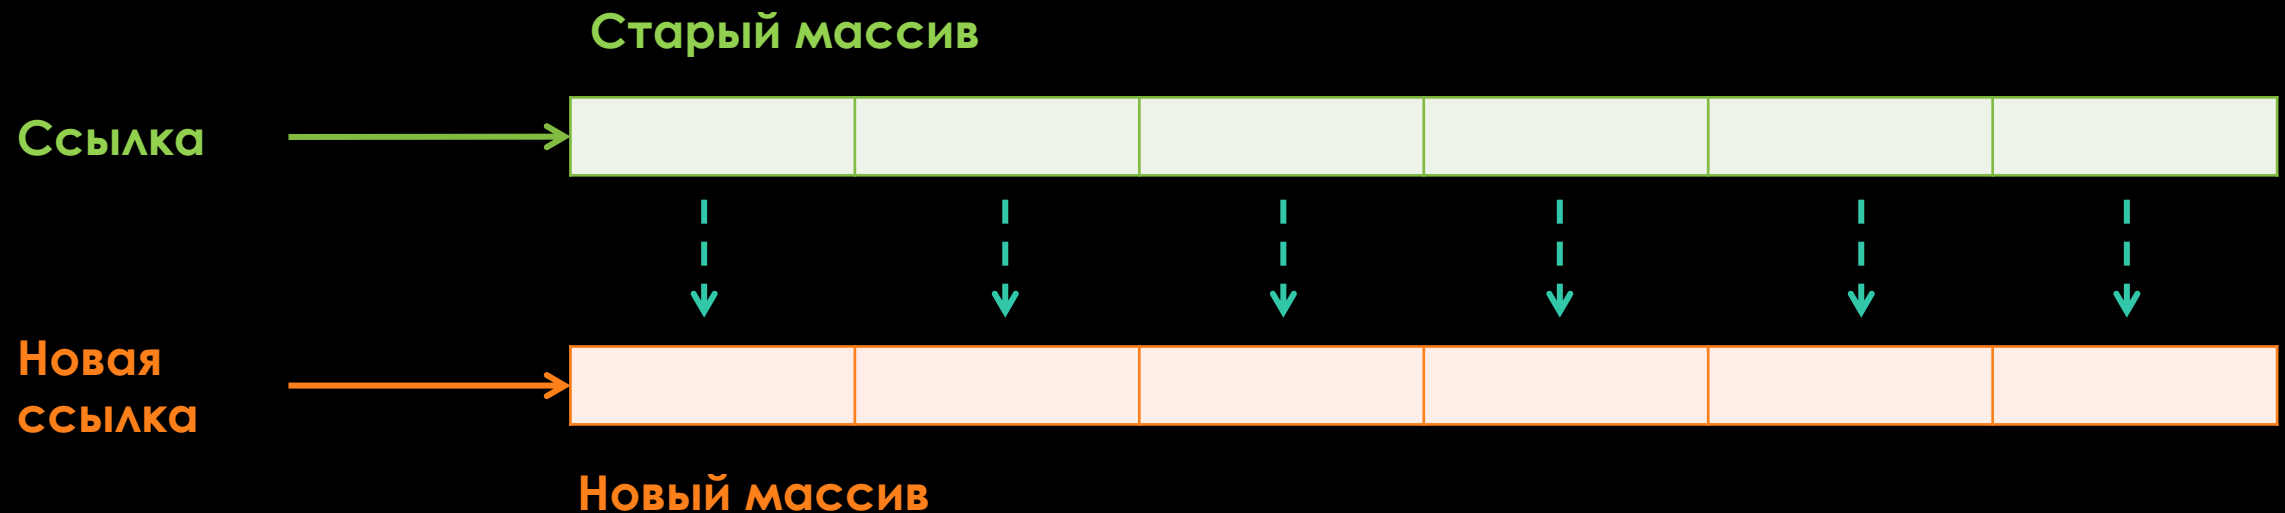 Старый массив
Ссылка
Новая
ссылка
Новый массив